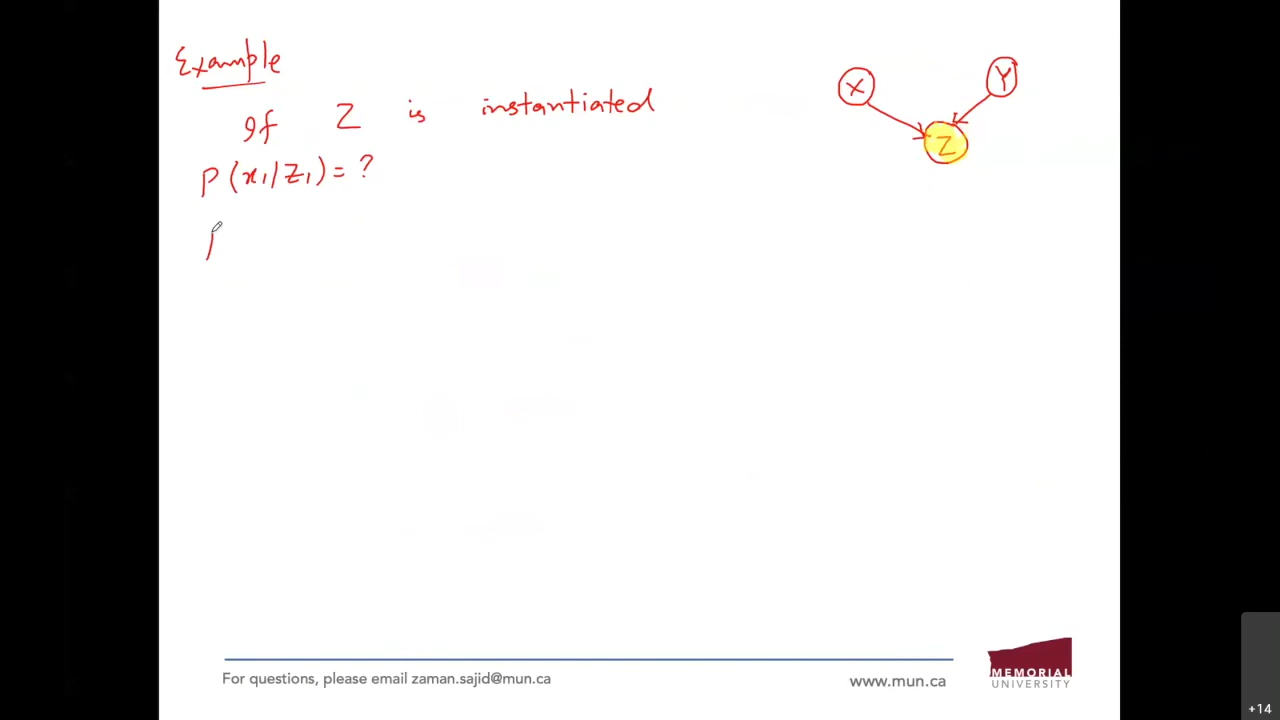 Example
If Z is instantiated
P(x1/Z1) = ?
X
Y
Z
For questions, please email zaman.sajid@mun.ca
www.mun.ca
MEMORIAL
UNIVERSITY
+14